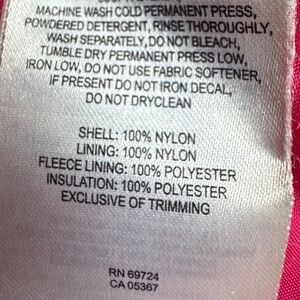 MACHINE WASH COLD PERMANENT PRESS,
POWDERED DETERGENT, RINSE THOROUGHLY,
WASH SEPARATELY, DO NOT BLEACH,
TUMBLE DRY PERMANENT PRESS LOW,
IRON LOW, DO NOT USE FABRIC SOFTENER,
IF PRESENT DO NOT IRON DECAL,
DO NOT DRYCLEAN
SHELL: 100% NYLON
LINING: 100% NYLON
FLEECE LINING: 100% POLYESTER
INSULATION: 100% POLYESTER
EXCLUSIVE OF TRIMMING
RN 69724
CA 05367